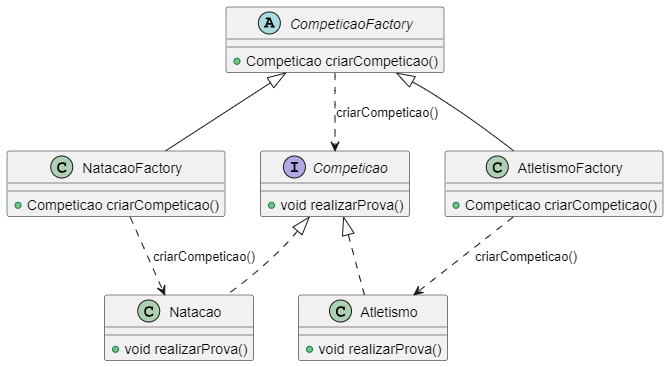 A CompeticaoFactory
Competicao criarCompeticao()
criarCompeticao()
C NatacaoFactory
Competicao criarCompeticao()
I Competicao
void realizarProva()
C AtletismoFactory
Competicao criarCompeticao()
criarCompeticao()
criarCompeticao()
C Natacao
void realizarProva()
C Atletismo
void realizarProva()